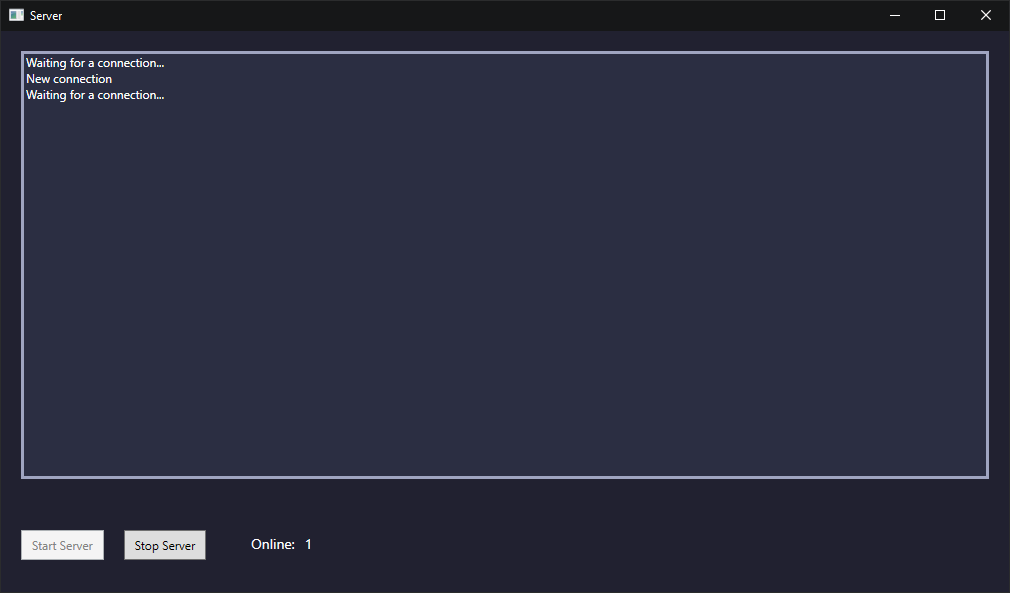 Server
Waiting for a connection...
New connection
Waiting for a connection...
Start Server
Stop Server
Online: 1